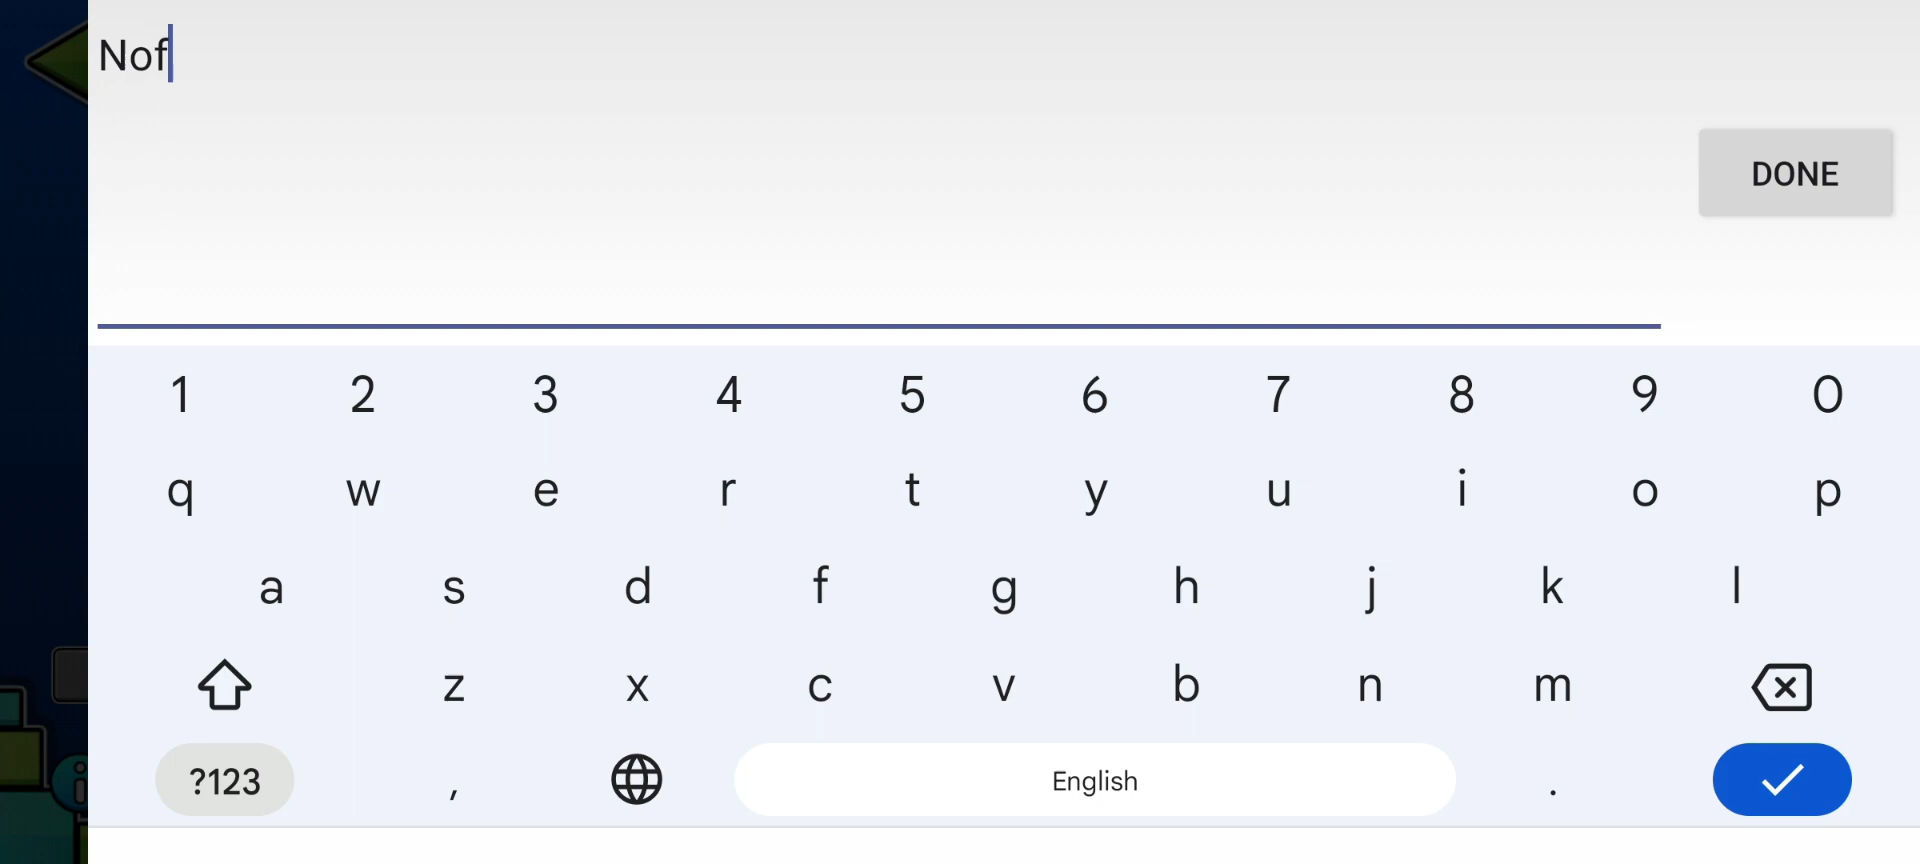 Nof
DONE
1 2 3 4 5 6 7 8 9 0
q w e r t y u i o p
a s d f g h j k l
z x c v b n m
?123 , English .